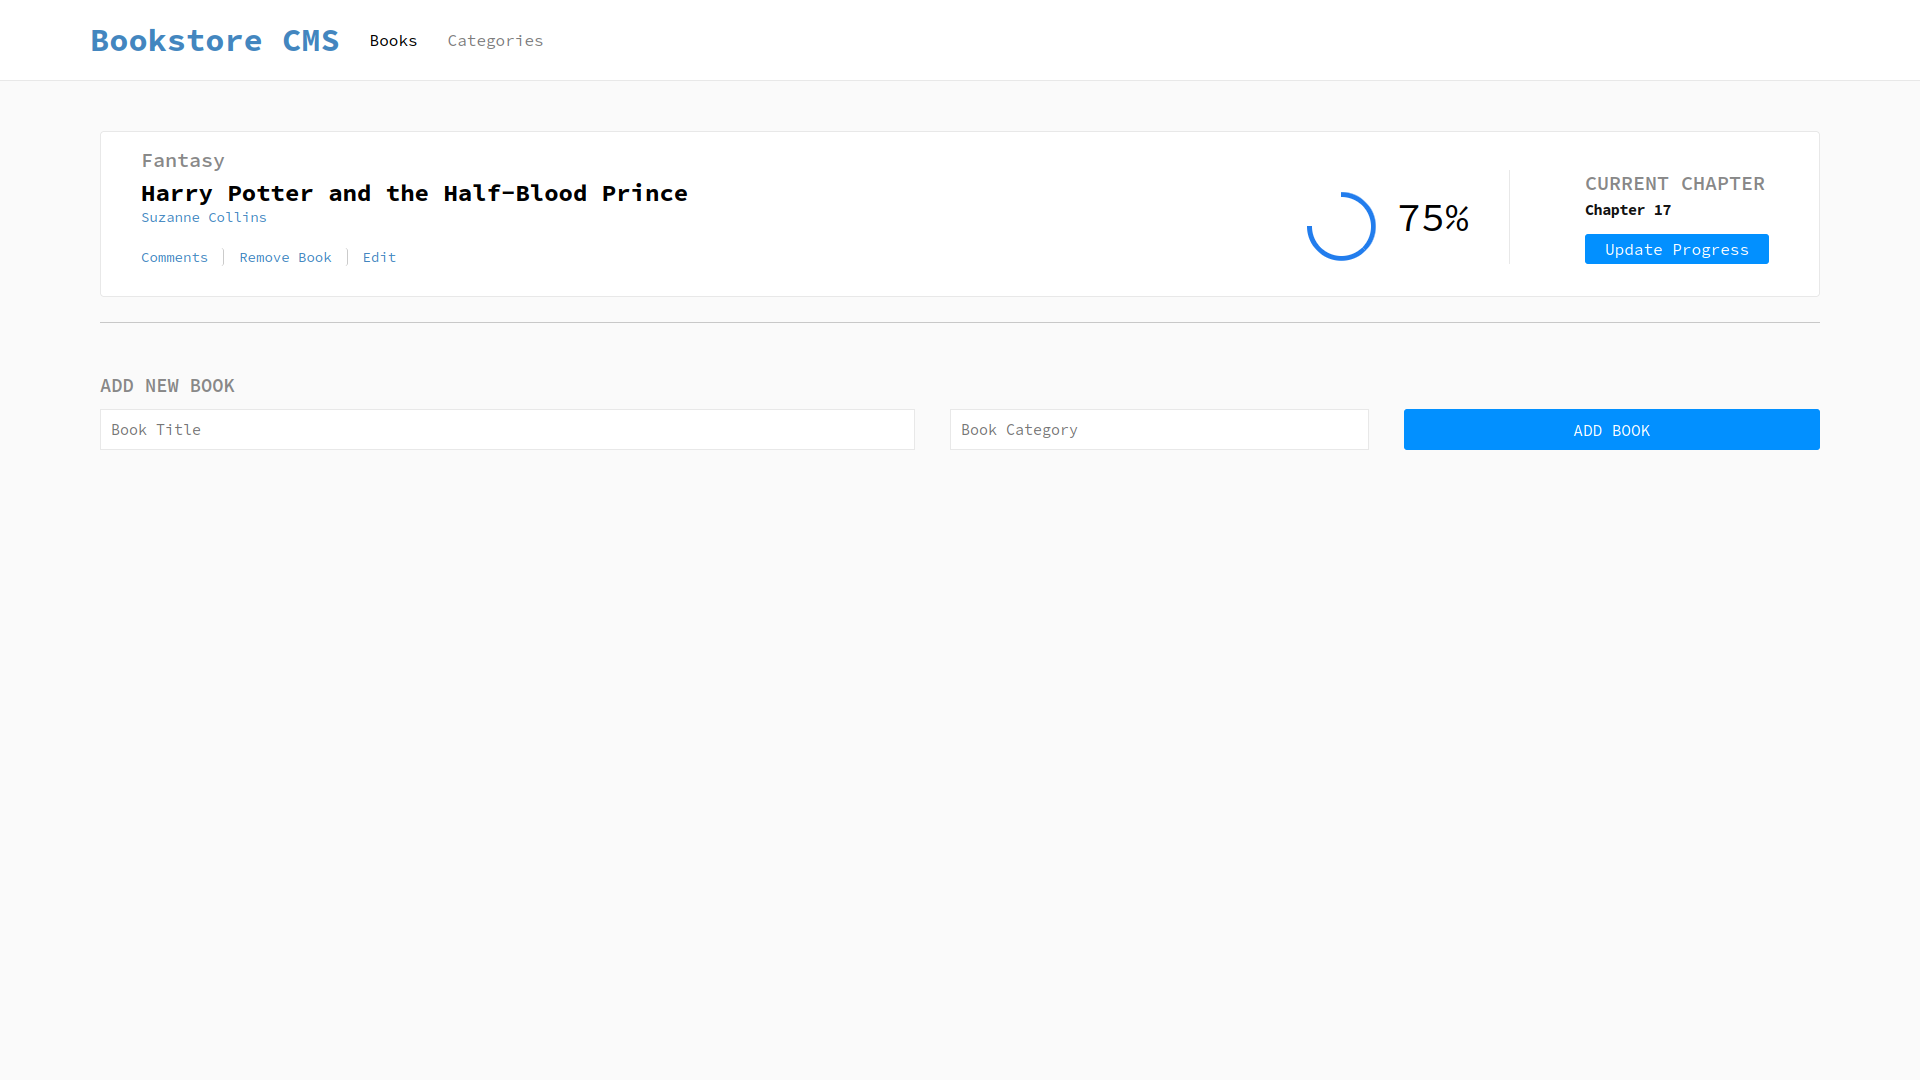 Bookstore CMS Books Categories
Fantasy
Harry Potter and the Half-Blood Prince
Suzanne Collins
Comments Remove Book Edit
75%
CURRENT CHAPTER
Chapter 17
Update Progress
ADD NEW BOOK
Book Title Book Category ADD BOOK